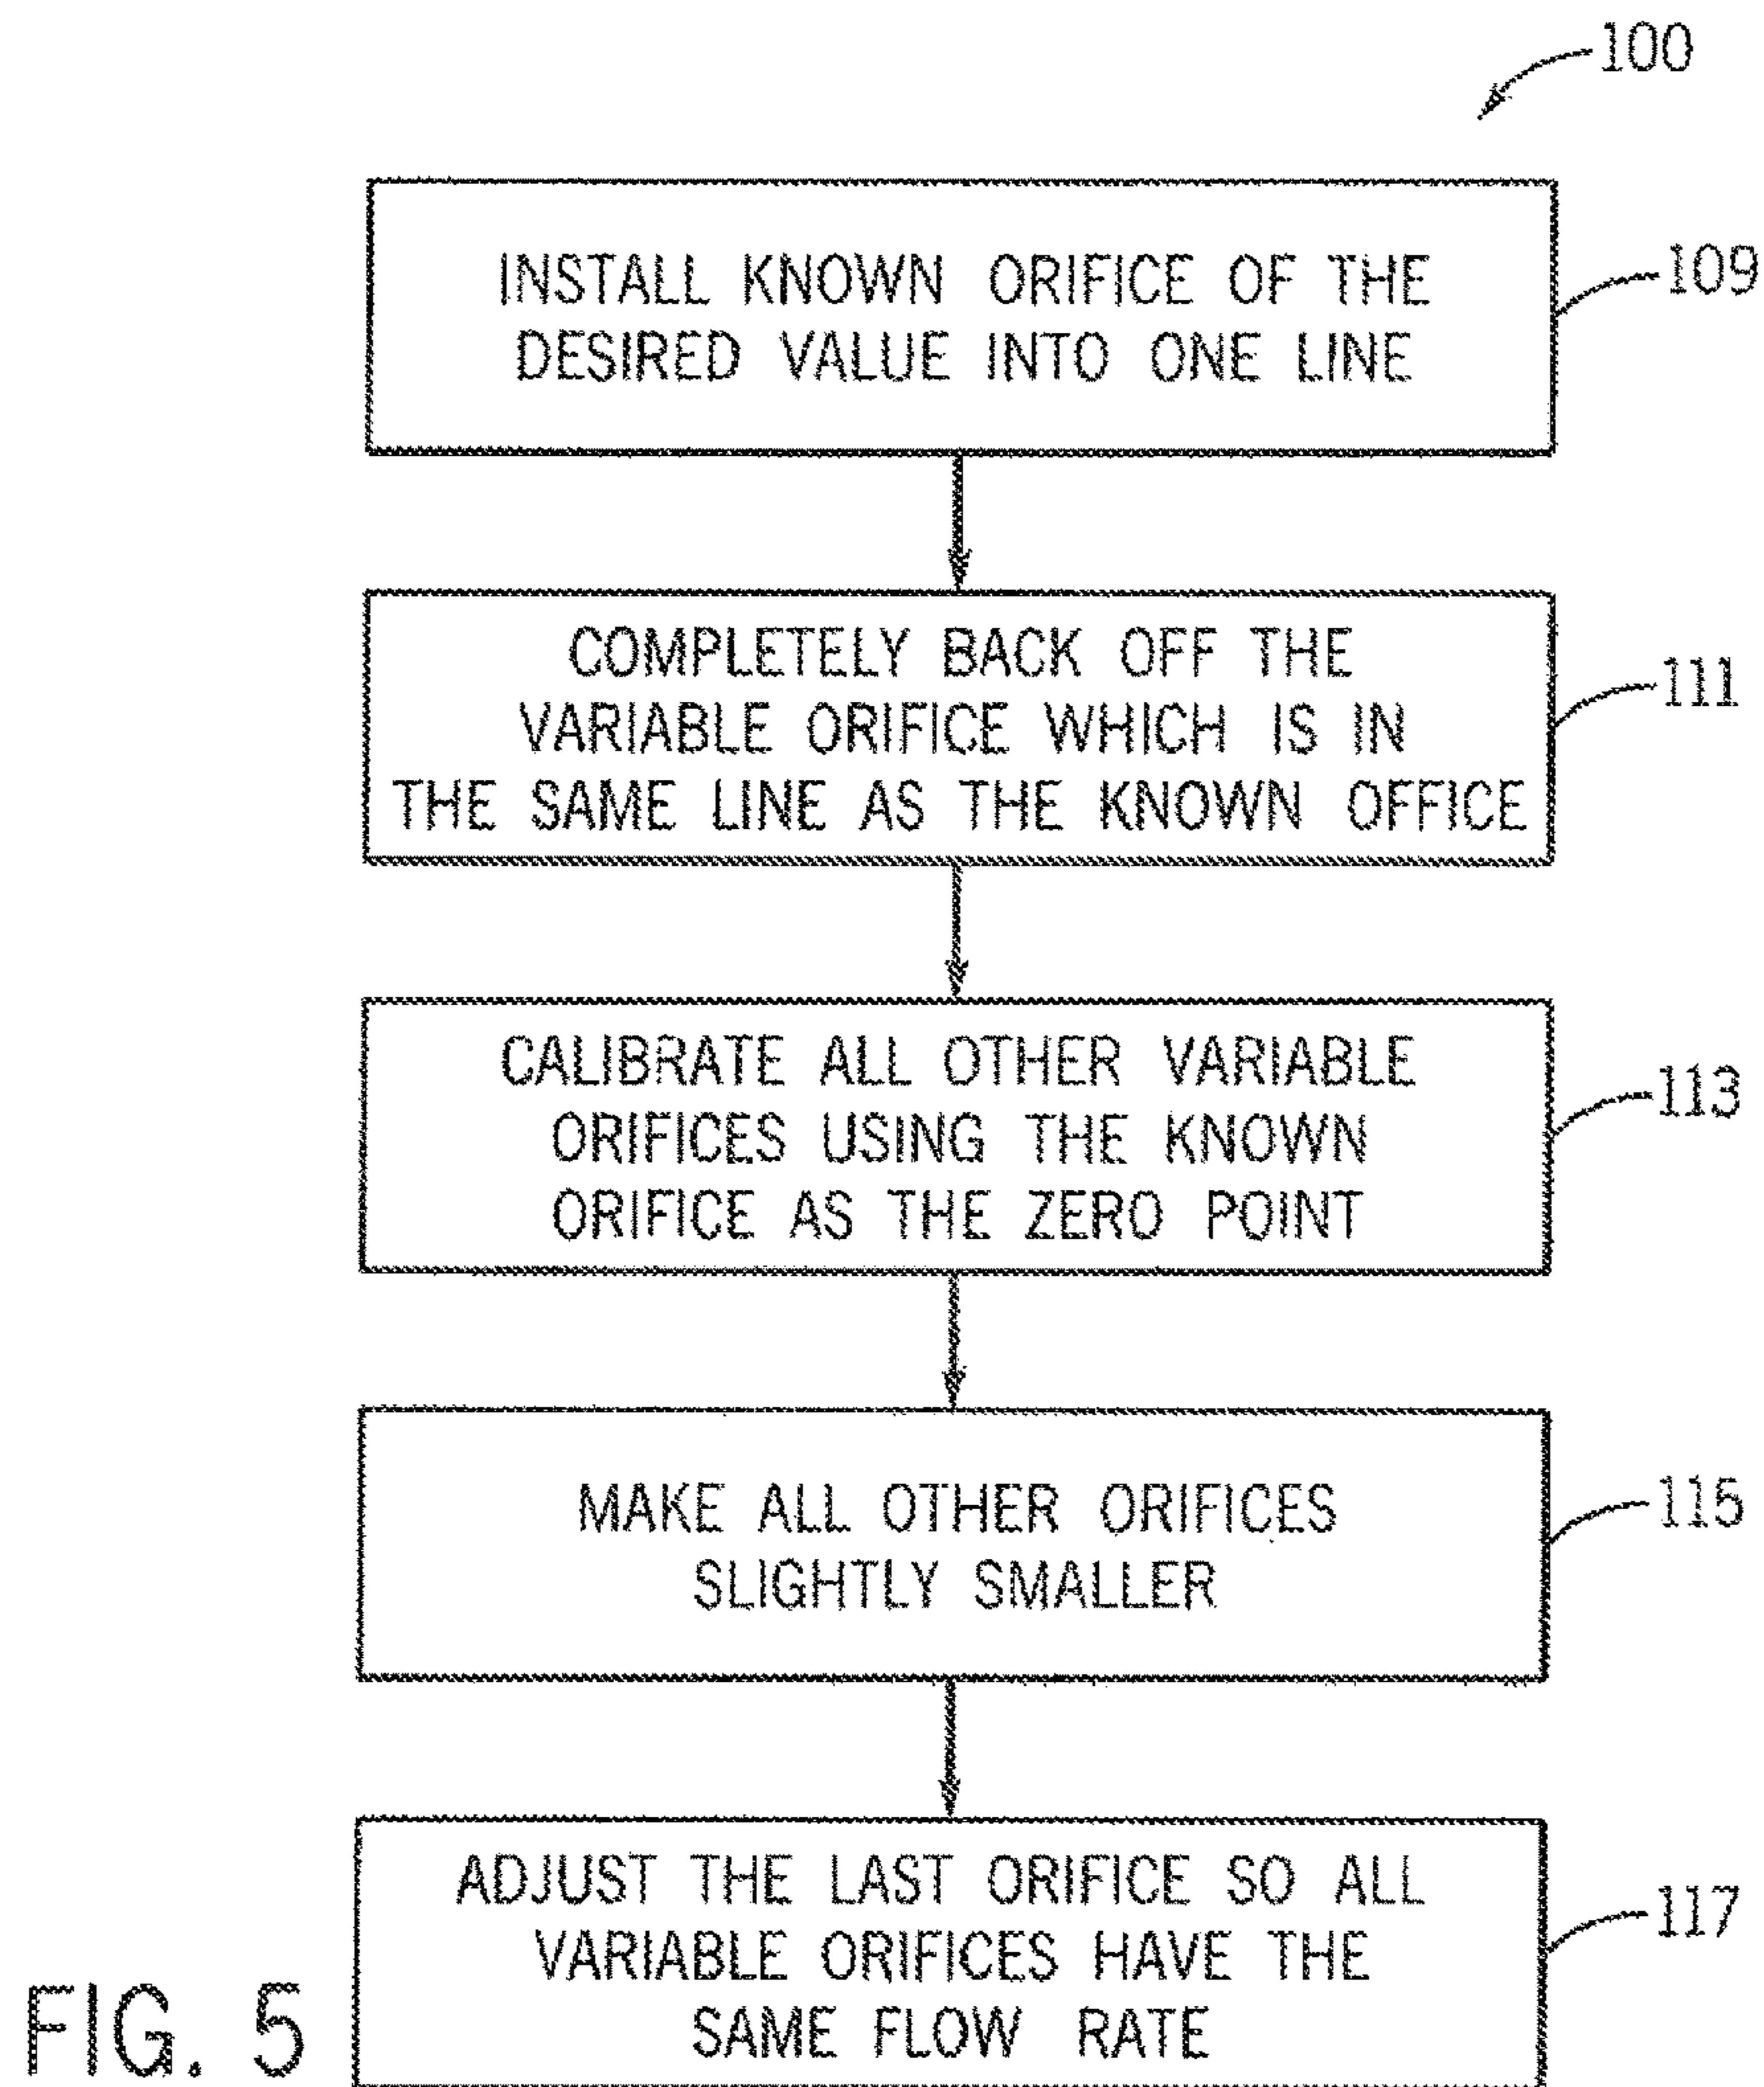 100
INSTALL KNOWN ORIFICE OF THE
DESIRED VALUE INTO ONE LINE
109
COMPLETELY BACK OFF THE
VARIABLE ORIFICE WHICH IS IN
THE SAME LINE AS THE KNOWN OFFICE
111
CALIBRATE ALL OTHER VARIABLE
ORIFICES USING THE KNOWN
ORIFICE AS THE ZERO POINT
113
MAKE ALL OTHER ORIFICES
SLIGHTLY SMALLER
115
ADJUST THE LAST ORIFICE SO ALL
VARIABLE ORIFICES HAVE THE
SAME FLOW RATE
117
FIG. 5